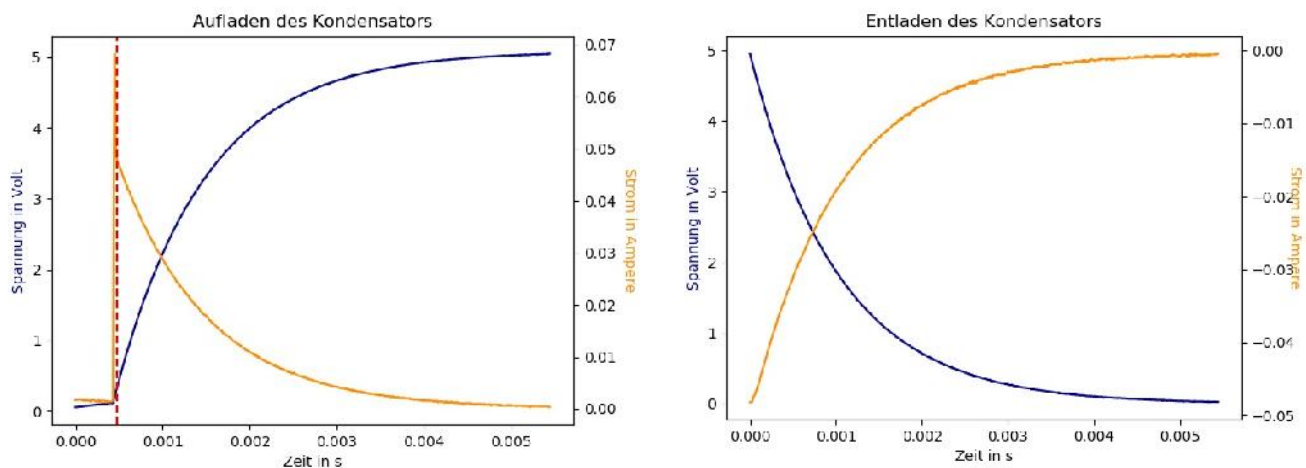 Aufladen des Kondensators
Spannung in Volt
5
4
3
2
1
0
0.07
0.06
0.05
0.04
0.03
0.02
0.01
0.00
Strom in Ampere
0.000 0.001 0.002 0.003 0.004 0.005
Zeit in s
Entladen des Kondensators
Spannung in Volt
5
4
3
2
1
0
0.00
−0.01
−0.02
−0.03
−0.04
−0.05
Strom in Ampere
0.000 0.001 0.002 0.003 0.004 0.005
Zeit in s